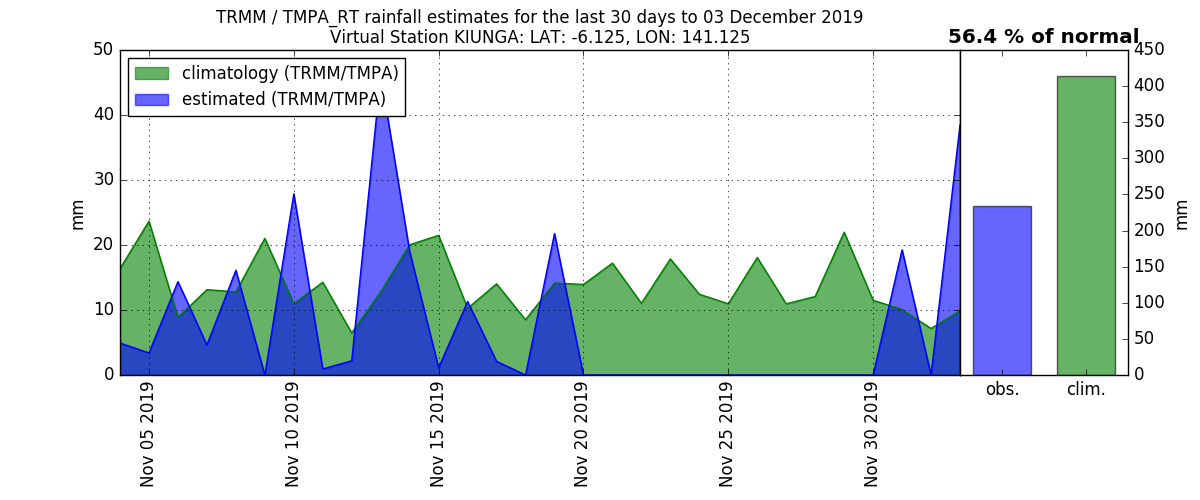 TRMM / TMPA_RT rainfall estimates for the last 30 days to 03 December 2019
Virtual Station KIUNGA: LAT: -6.125, LON: 141.125
56.4 % of normal
climatology (TRMM/TMPA)
estimated (TRMM/TMPA)
mm
50
40
30
20
10
0
Nov 05 2019
Nov 10 2019
Nov 15 2019
Nov 20 2019
Nov 25 2019
Nov 30 2019
obs.
clim.
450
400
350
300
250
200
150
100
50
0
mm